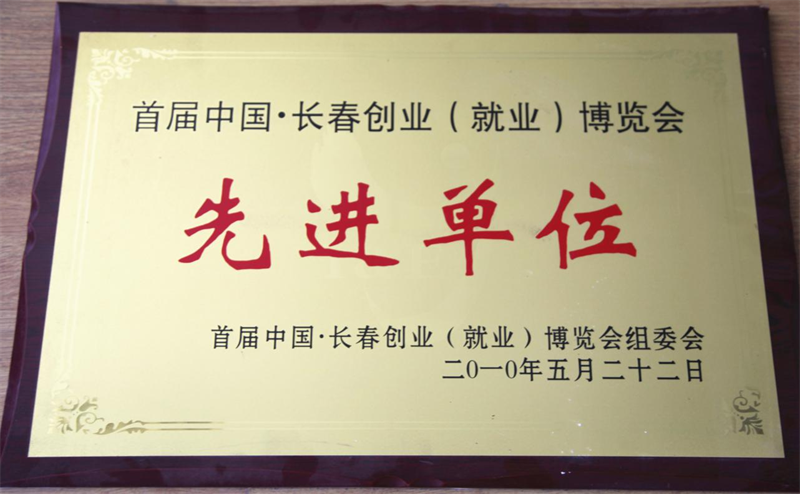 首届中国·长春创业（就业）博览会
先进单位
首届中国·长春创业（就业）博览会组委会
二0一0年五月二十二日